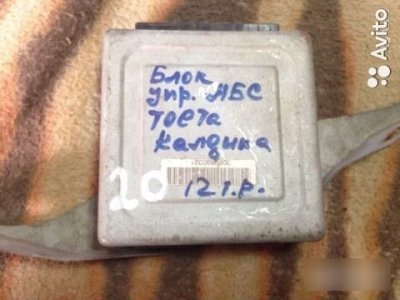 Блок
упр. АБС
ТОЕТа
Калдина
20
12 т.р.
Avito